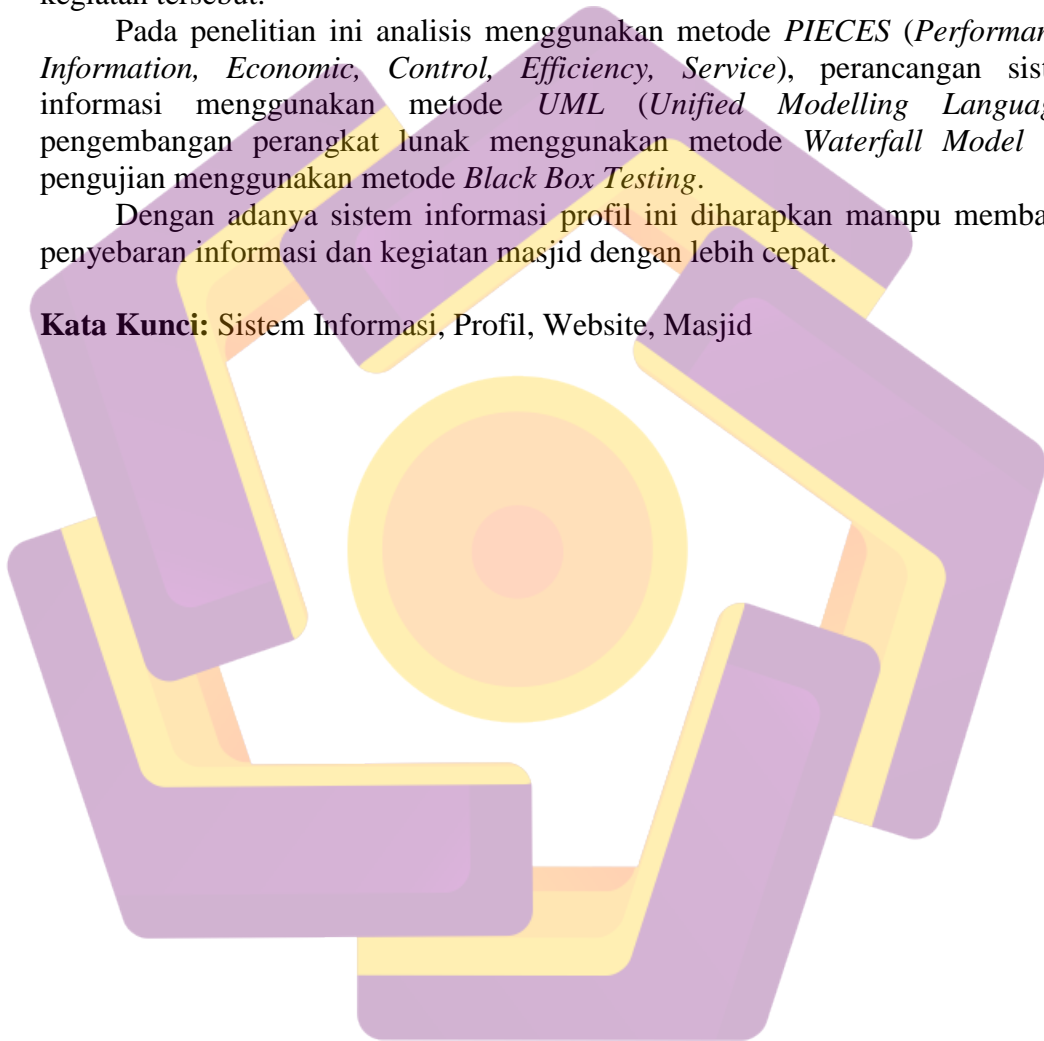 kegiatan tersebut.
Pada penelitian ini analisis menggunakan metode PIECES (Performan
Information, Economic, Control, Efficiency, Service), perancangan sist
informasi menggunakan metode UML (Unified Modelling Languag
pengembangan perangkat lunak menggunakan metode Waterfall Model
pengujian menggunakan metode Black Box Testing.
Dengan adanya sistem informasi profil ini diharapkan mampu memba
penyebaran informasi dan kegiatan masjid dengan lebih cepat.
Kata Kunci: Sistem Informasi, Profil, Website, Masjid